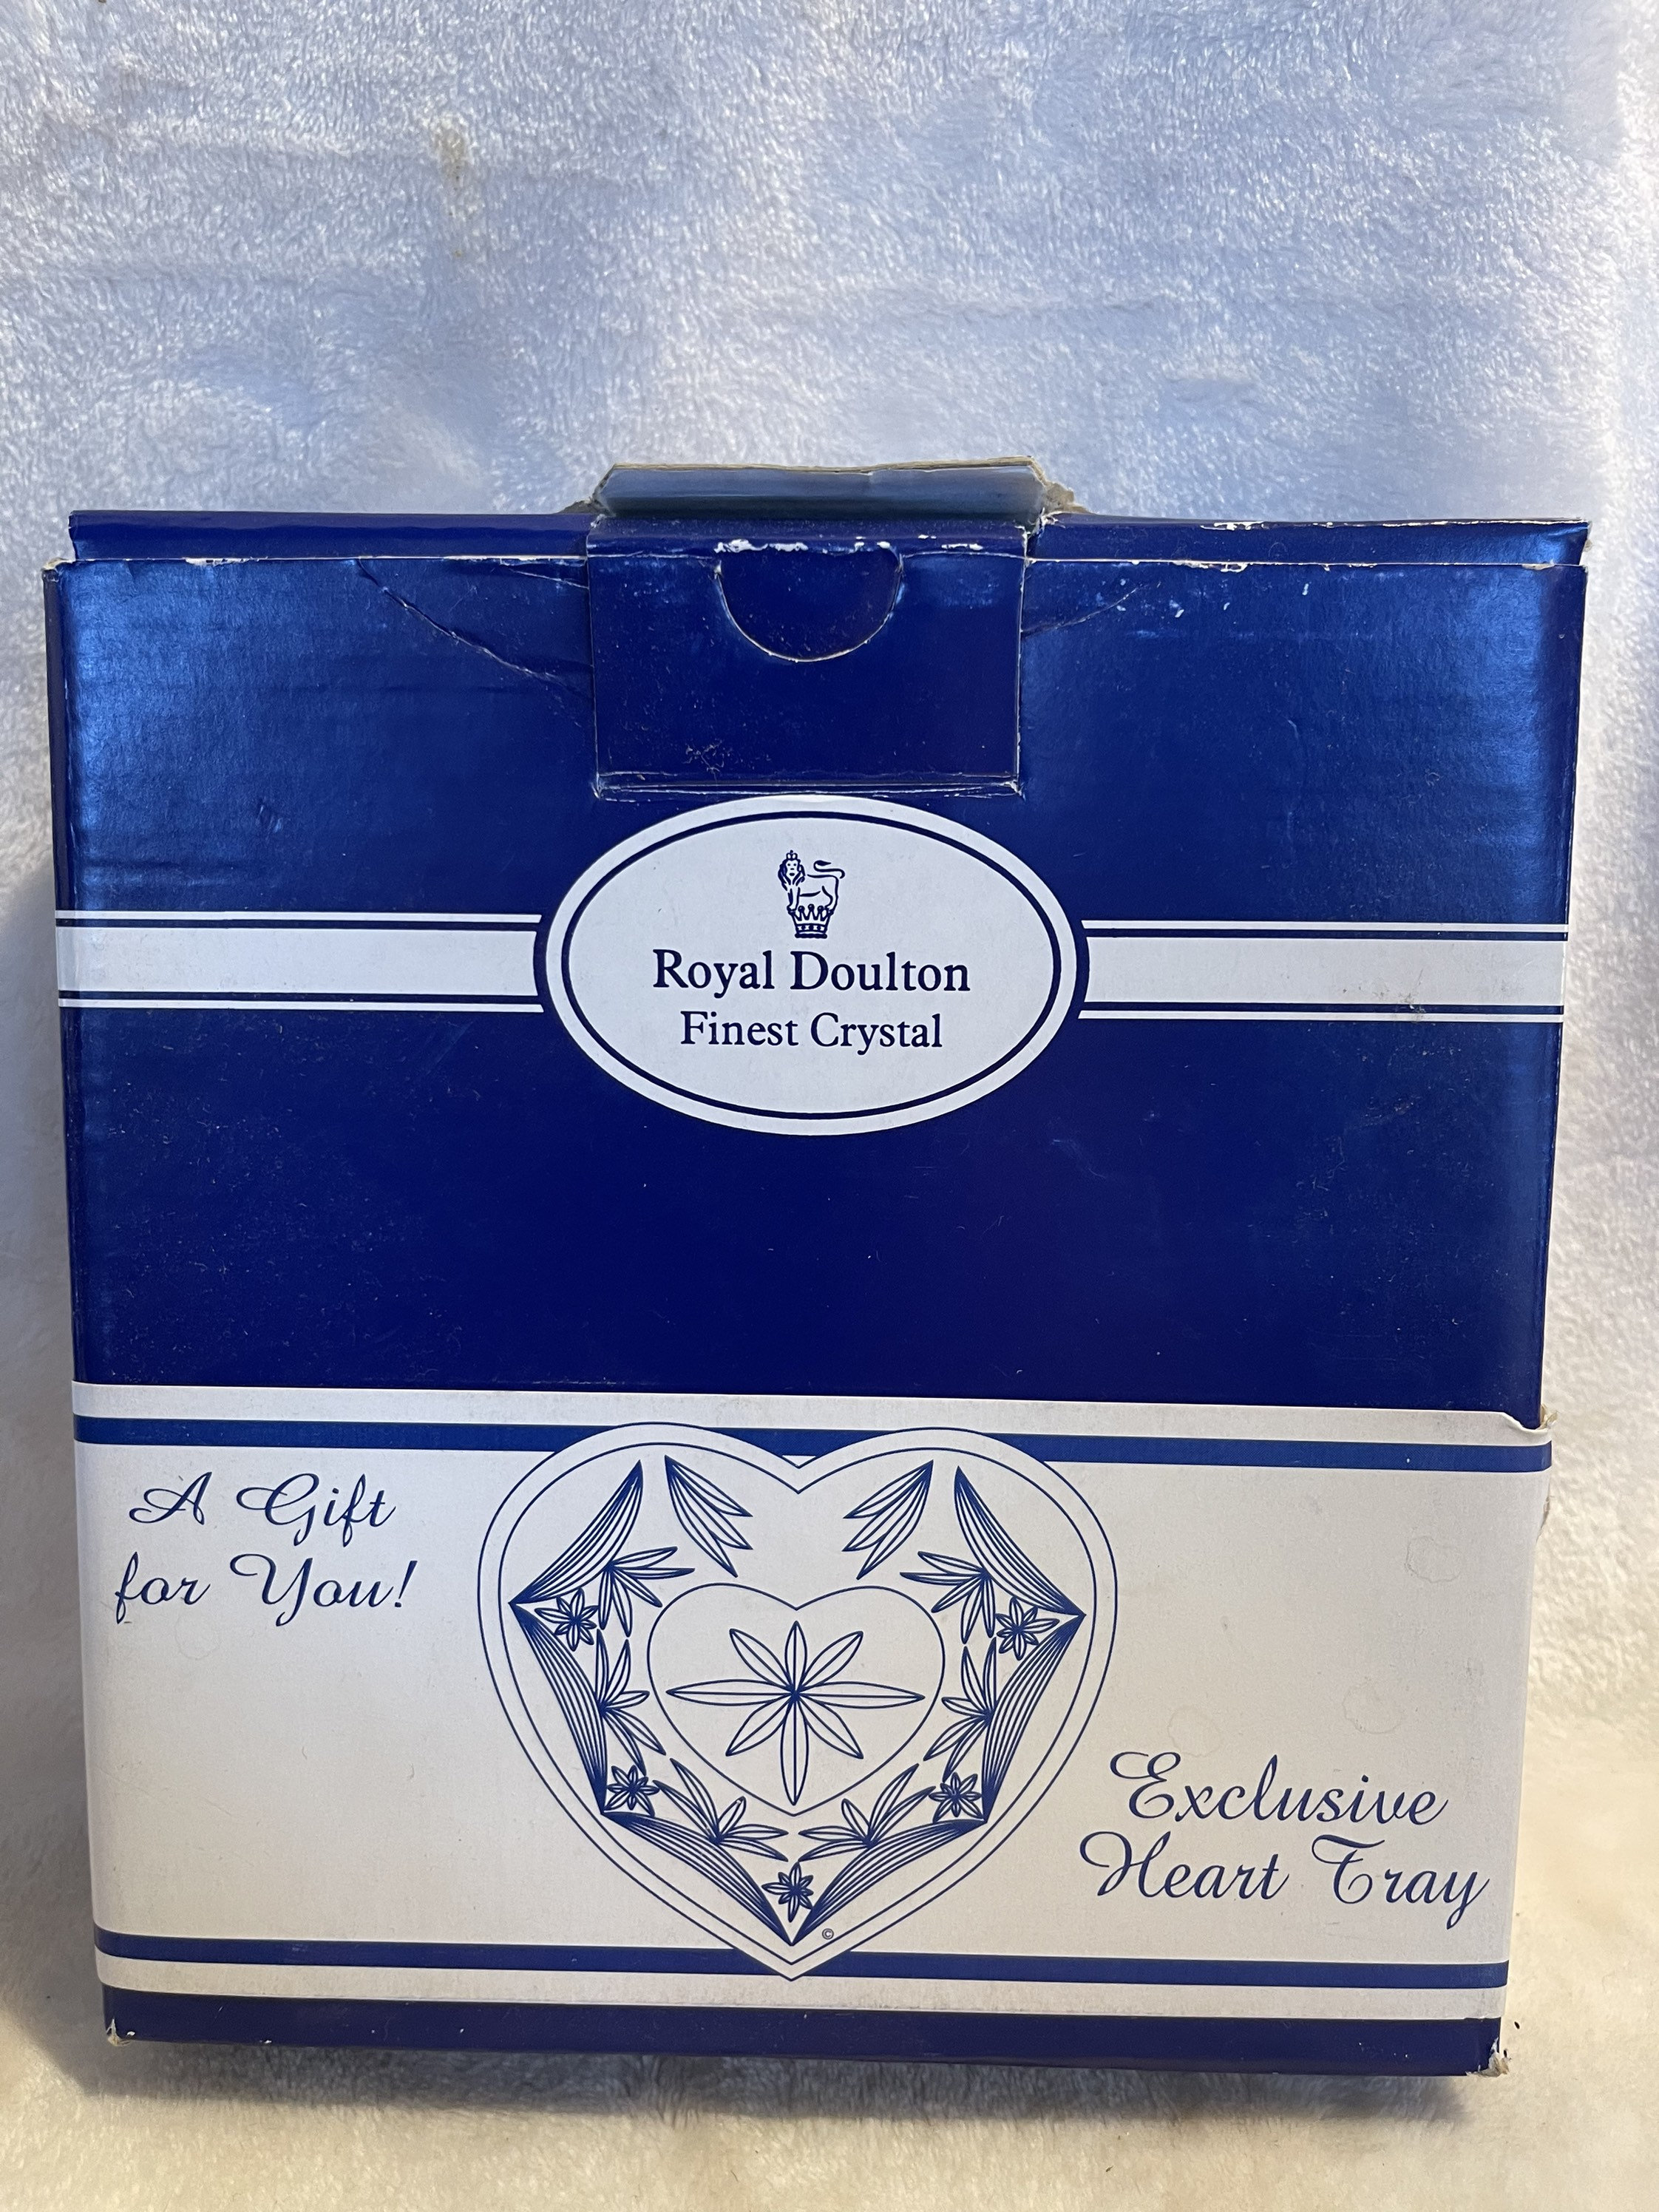 Royal Doulton
Finest Crystal
A Gift
for You!
Exclusive
Heart Tray
©